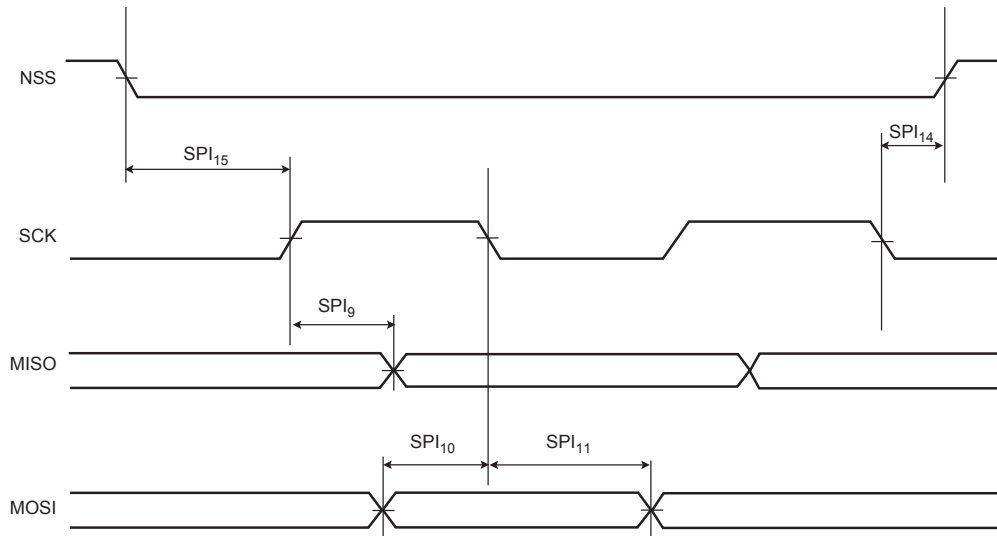 NSS
SPI₁₄
SPI₁₅
SCK
SPI₉
MISO
SPI₁₀ SPI₁₁
MOSI